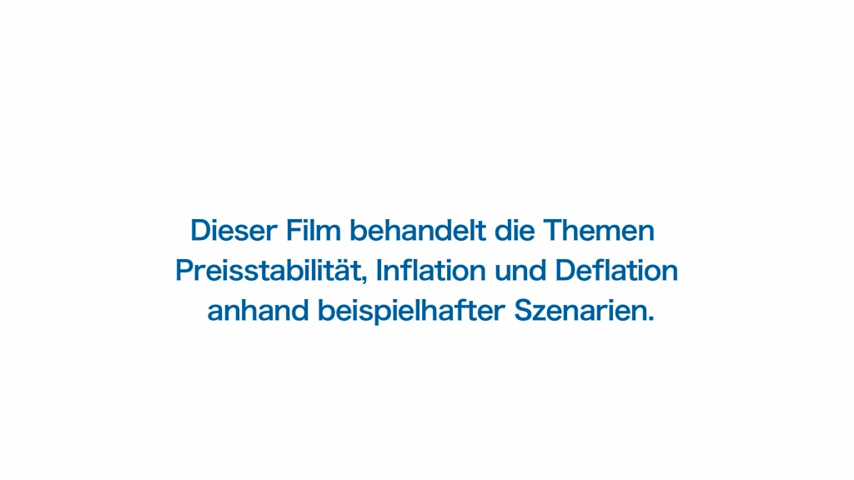 Dieser Film behandelt die Themen
Preisstabilität, Inflation und Deflation
anhand beispielhafter Szenarien.